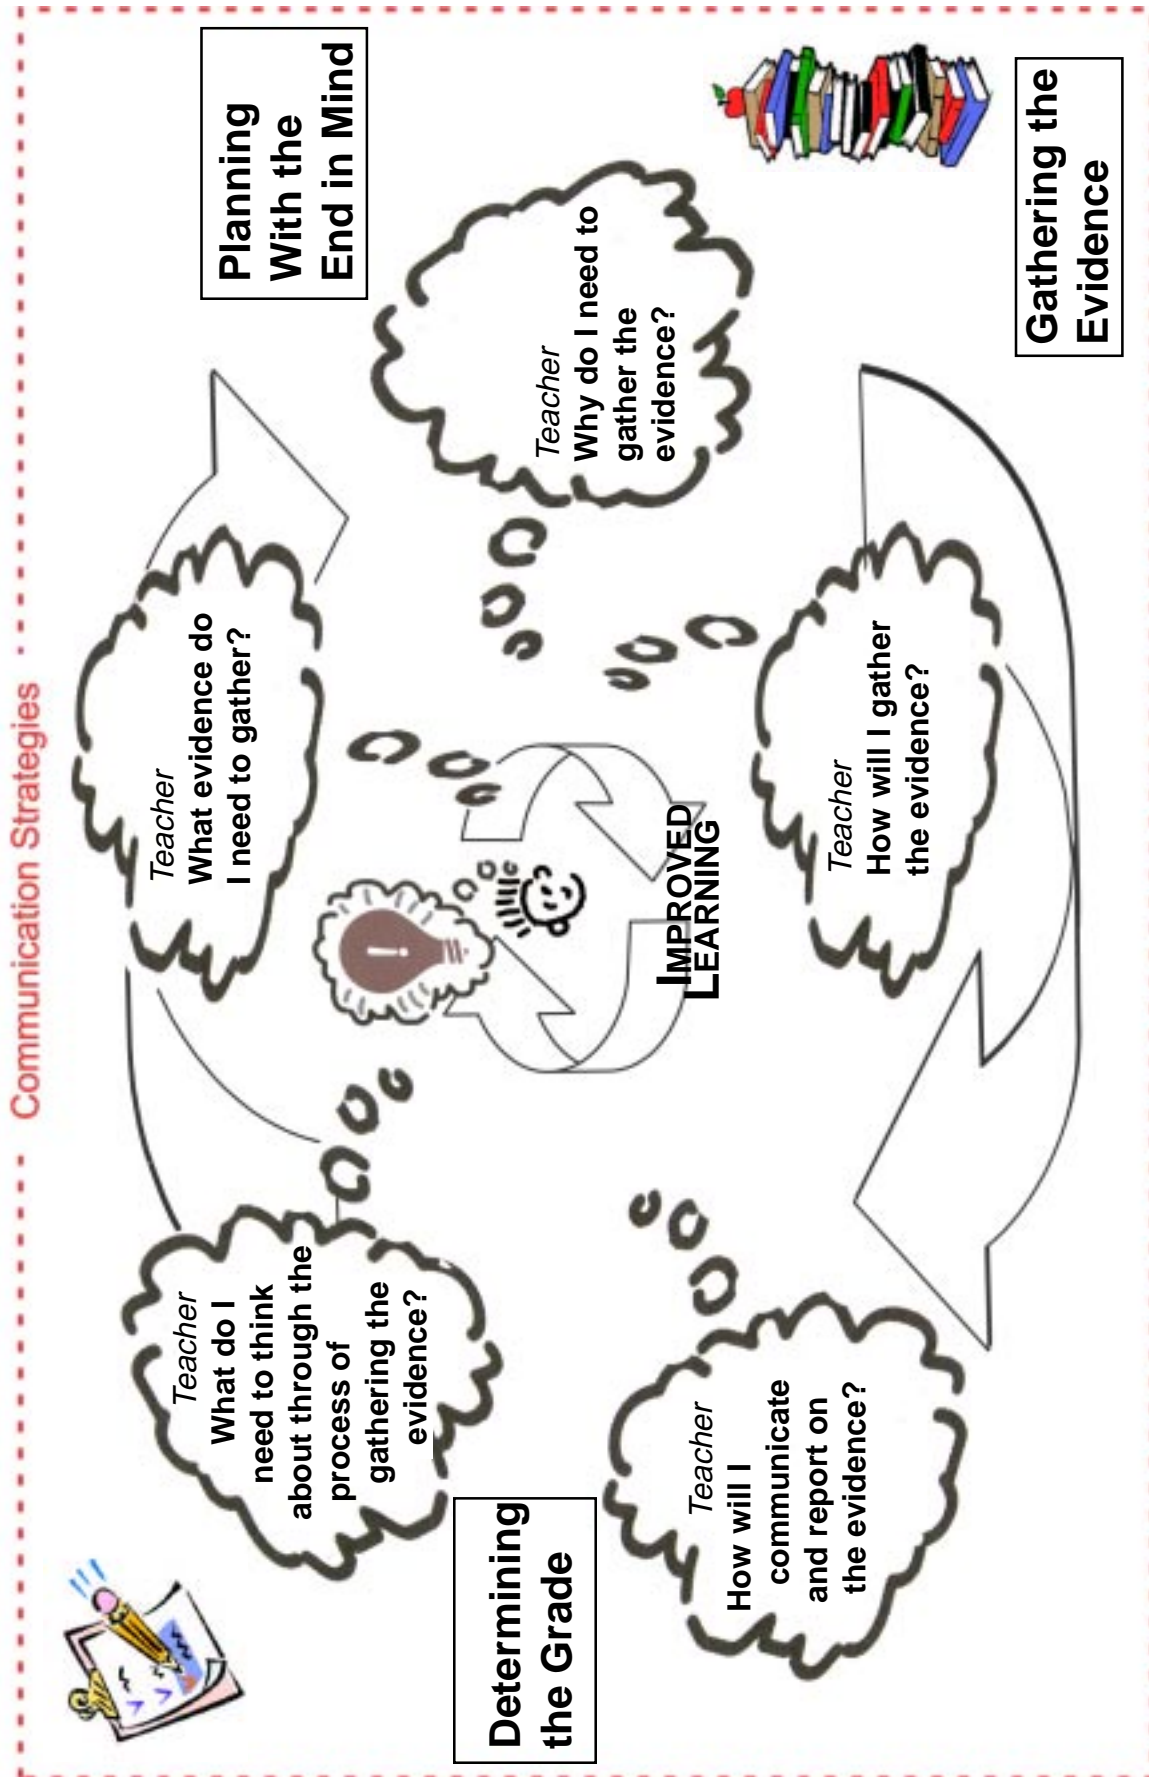 Communication Strategies
Planning
With the
End in Mind
Teacher
What evidence do
I need to gather?
Teacher
What do I
need to think
about through the
process of
gathering the
evidence?
Teacher
Why do I need to
gather the
evidence?
IMPROVED
LEARNING
Determining
the Grade
Teacher
How will I
communicate
and report on
the evidence?
Teacher
How will I gather
the evidence?
Gathering the
Evidence